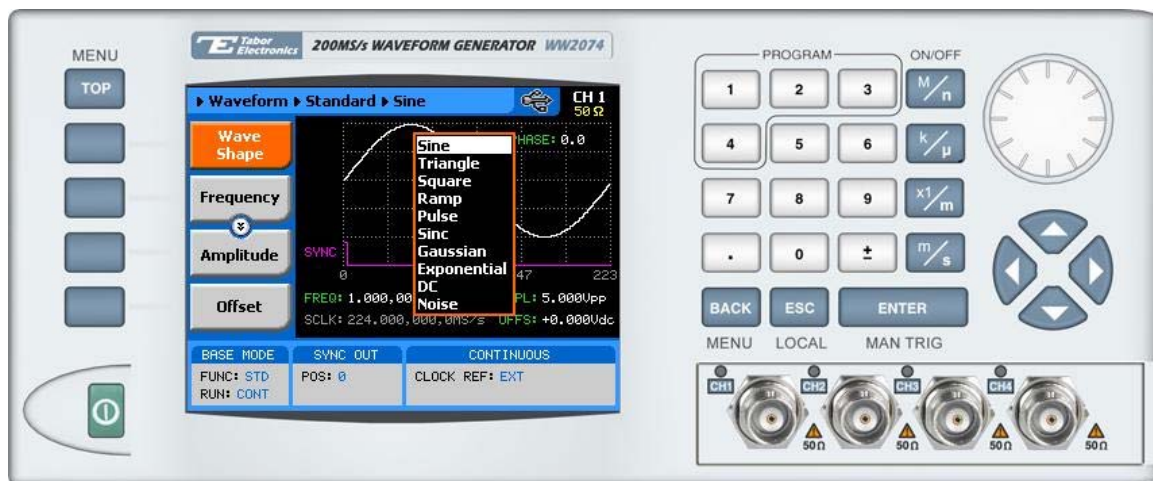 MENU
TOP
Tabor
Electronics
200MS/s WAVEFORM GENERATOR WW2074
Waveform Standard Sine
CH 1
50 Ω
Wave
Shape
Frequency
Amplitude
Offset
HASE: 0.0
Sine
Triangle
Square
Ramp
Pulse
Sinc
Gaussian
Exponential
DC
Noise
SYNC
0 47 223
FREQ: 1.000,00 PL: 5.000Vpp
SCLK: 224.000,000,0MS/s OFFS: +0.000Vdc
BASE MODE SYNC OUT CONTINUOUS
FUNC: STD POS: 0 CLOCK REF: EXT
RUN: CONT
PROGRAM ON/OFF
1 2 3 M/n
4 5 6 k/µ
7 8 9 x1/m
. 0 ± m/s
BACK ESC ENTER
MENU LOCAL MAN TRIG
CH1 CH2 CH3 CH4
50Ω 50Ω 50Ω 50Ω